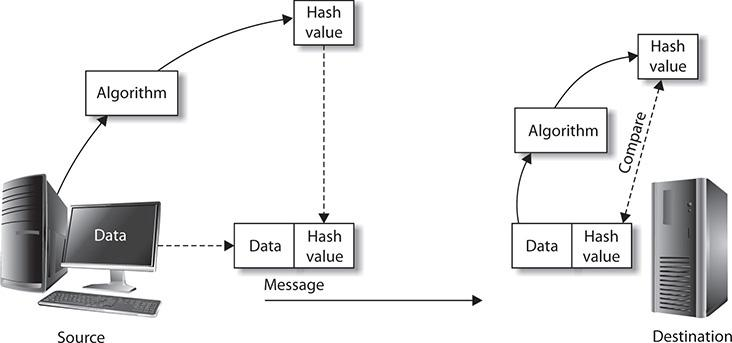 Hash
value
Algorithm
Data
Data
Hash
value
Message
Source
Hash
value
Algorithm
Compare
Data
Hash
value
Destination